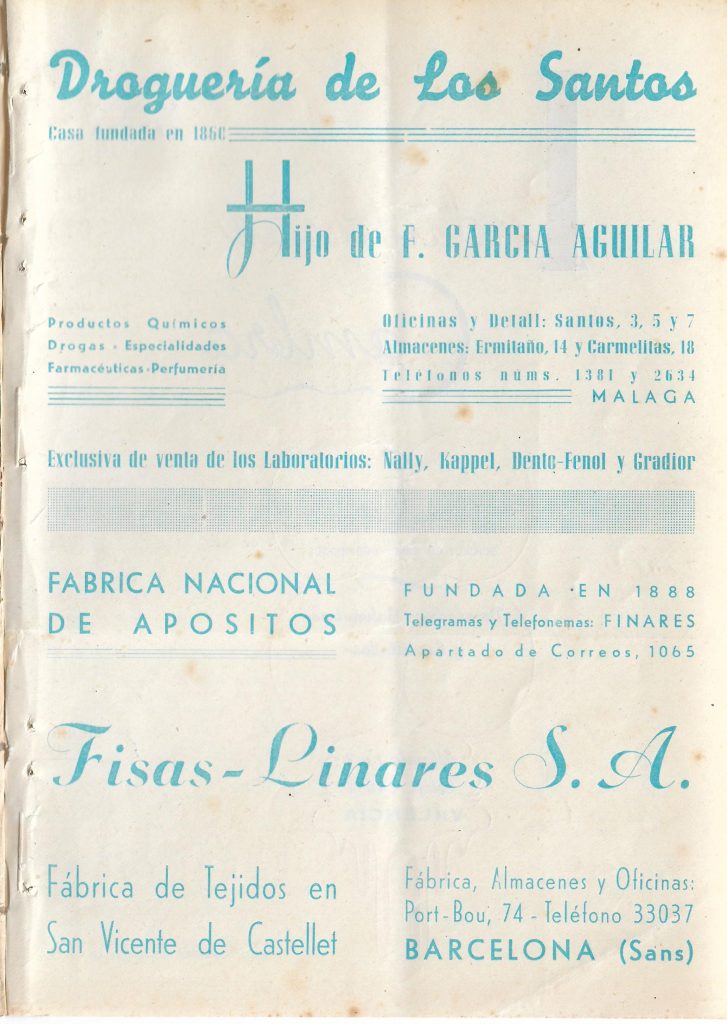 Droguería de Los Santos
Casa fundada en 1860
Hijo de F. GARCIA AGUILAR
Productos Químicos
Drogas - Especialidades
Farmacéuticas - Perfumería
Oficinas y Detall: Santos, 3, 5 y 7
Almacenes: Ermitaño, 14 y Carmelitas, 18
Teléfonos nums. 1381 y 2634
MALAGA
Exclusiva de venta de los Laboratorios: Nally, Kappel, Dento-Fenol y Gradior
FABRICA NACIONAL
DE APOSITOS
FUNDADA EN 1888
Telegramas y Telefonemas: FINARES
Apartado de Correos, 1065
Fisas-Linares S. A.
Fábrica de Tejidos en
San Vicente de Castellet
Fábrica, Almacenes y Oficinas:
Port-Bou, 74 - Teléfono 33037
BARCELONA (Sans)